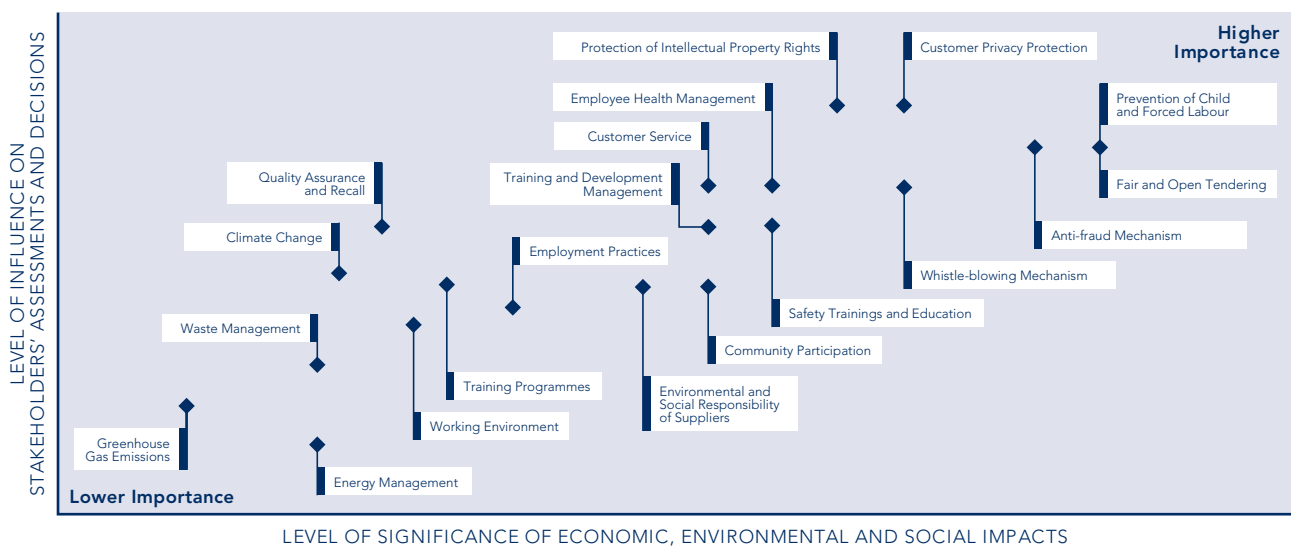 LEVEL OF INFLUENCE ON
STAKEHOLDERS' ASSESSMENTS AND DECISIONS
Higher
Importance
Protection of Intellectual Property Rights
Customer Privacy Protection
Employee Health Management
Prevention of Child
and Forced Labour
Customer Service
Quality Assurance
and Recall
Training and Development
Management
Fair and Open Tendering
Climate Change
Employment Practices
Anti-fraud Mechanism
Whistle-blowing Mechanism
Waste Management
Safety Trainings and Education
Community Participation
Training Programmes
Environmental and
Social Responsibility
of Suppliers
Working Environment
Greenhouse
Gas Emissions
Energy Management
Lower Importance
LEVEL OF SIGNIFICANCE OF ECONOMIC, ENVIRONMENTAL AND SOCIAL IMPACTS